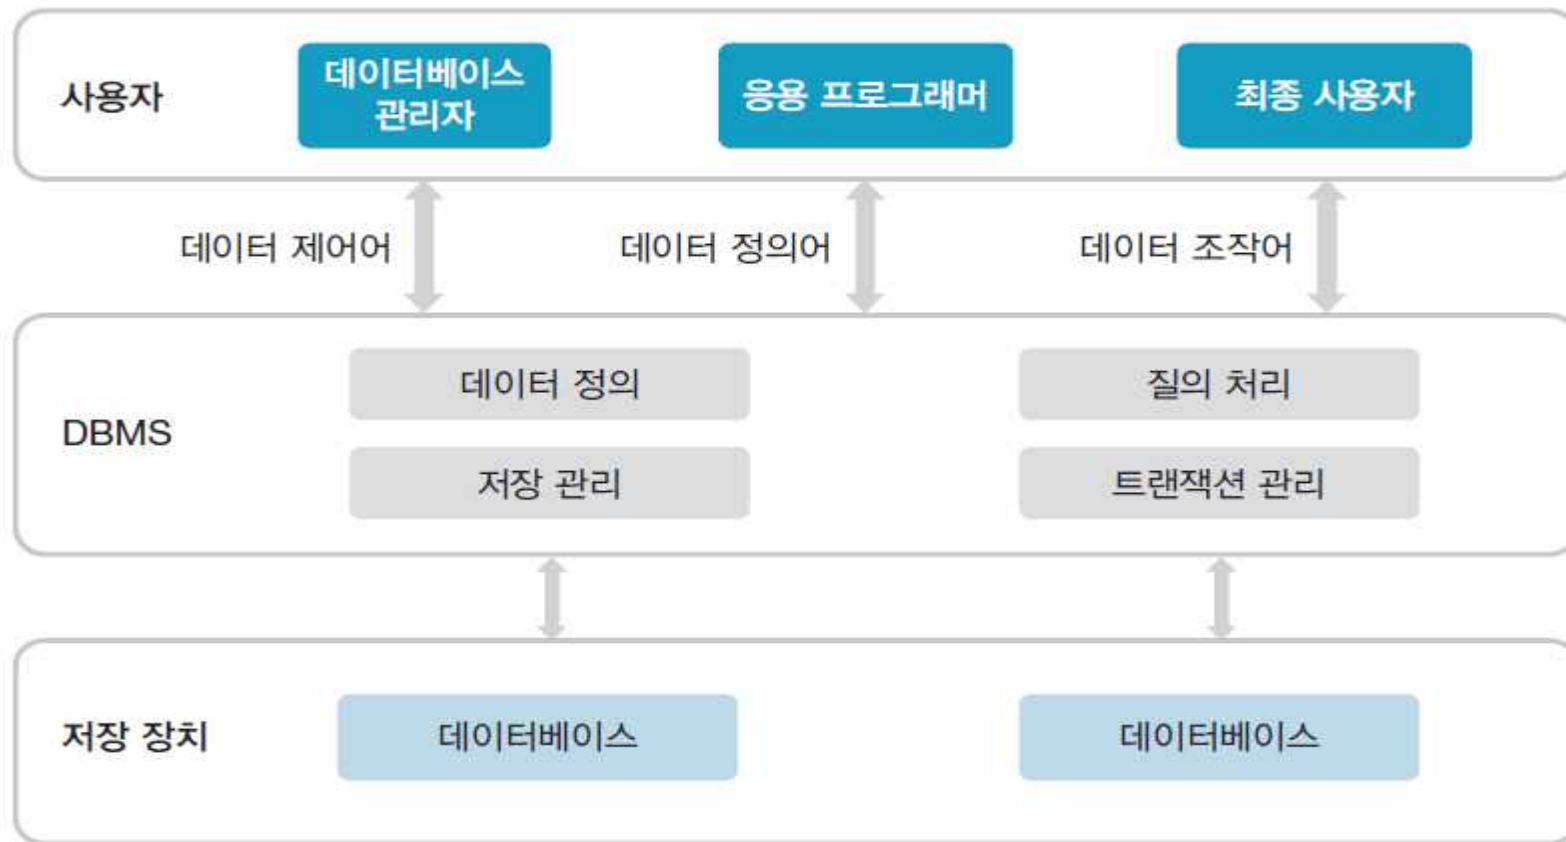 사용자
데이터베이스
관리자
응용 프로그래머
최종 사용자
데이터 제어어
데이터 정의어
데이터 조작어
DBMS
데이터 정의
질의 처리
저장 관리
트랜잭션 관리
저장 장치
데이터베이스
데이터베이스